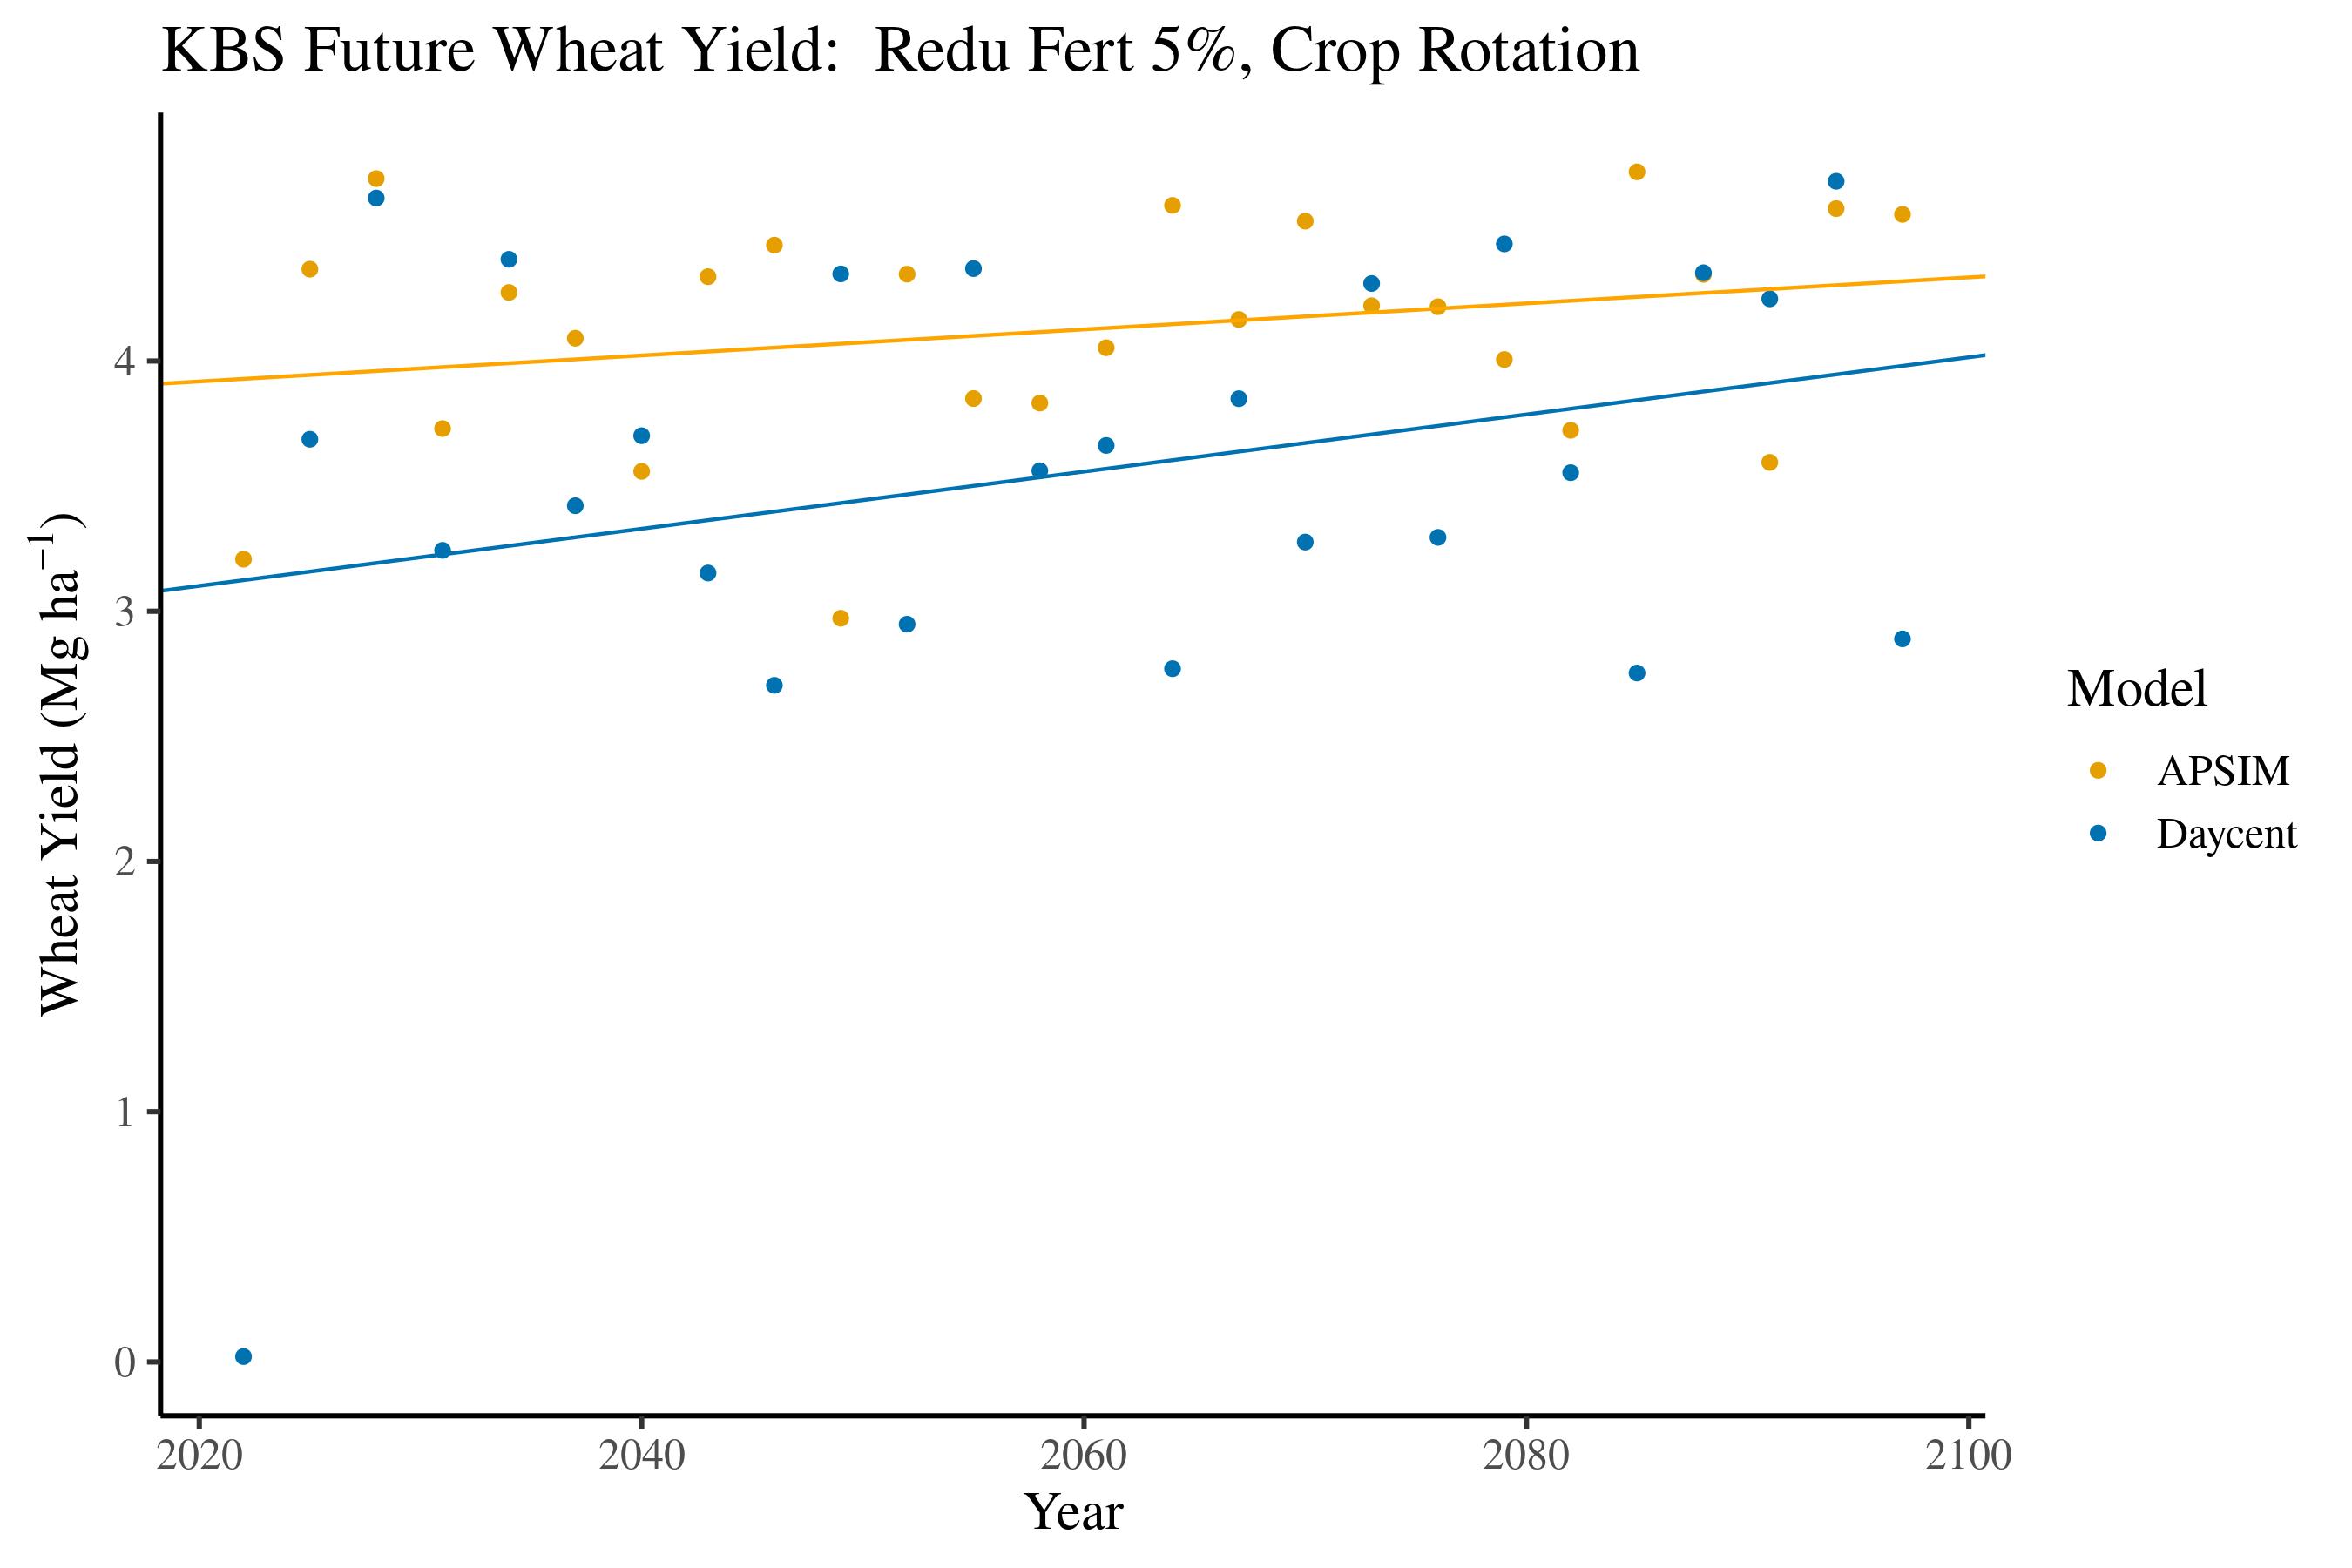 KBS Future Wheat Yield:  Redu Fert 5%, Crop Rotation
Wheat Yield (Mg ha⁻¹)
4
3
2
1
0
2020 2040 2060 2080 2100
Year
Model
APSIM
Daycent